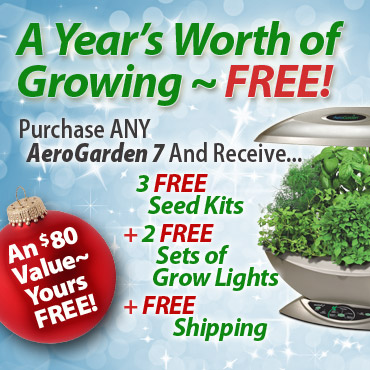 A Year's Worth of
Growing ~ FREE!
Purchase ANY
AeroGarden 7 And Receive...
3 FREE
Seed Kits
+ 2 FREE
Sets of
Grow Lights
+ FREE
Shipping
An $80
Value~
Yours
FREE!